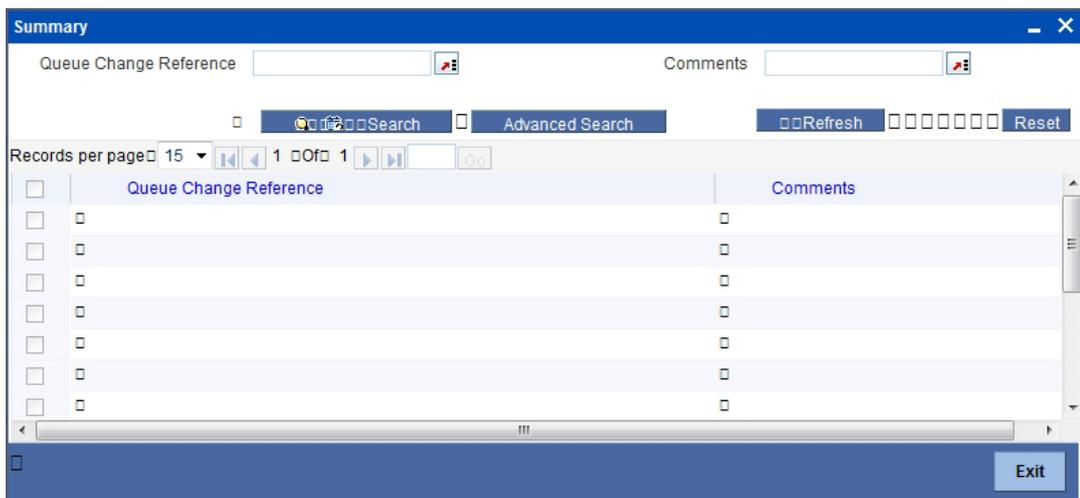 Summary
Queue Change Reference Comments
Search Advanced Search Refresh Reset
Records per page 15 1 Of 1 Go
Queue Change Reference Comments
Exit